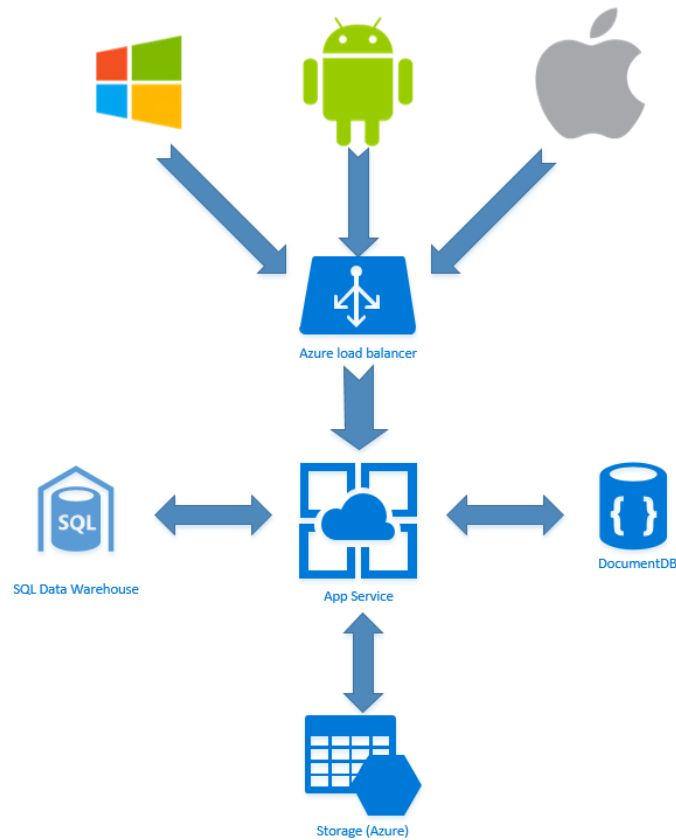 Azure load balancer
SQL
SQL Data Warehouse
App Service
{ }
DocumentDB
Storage (Azure)